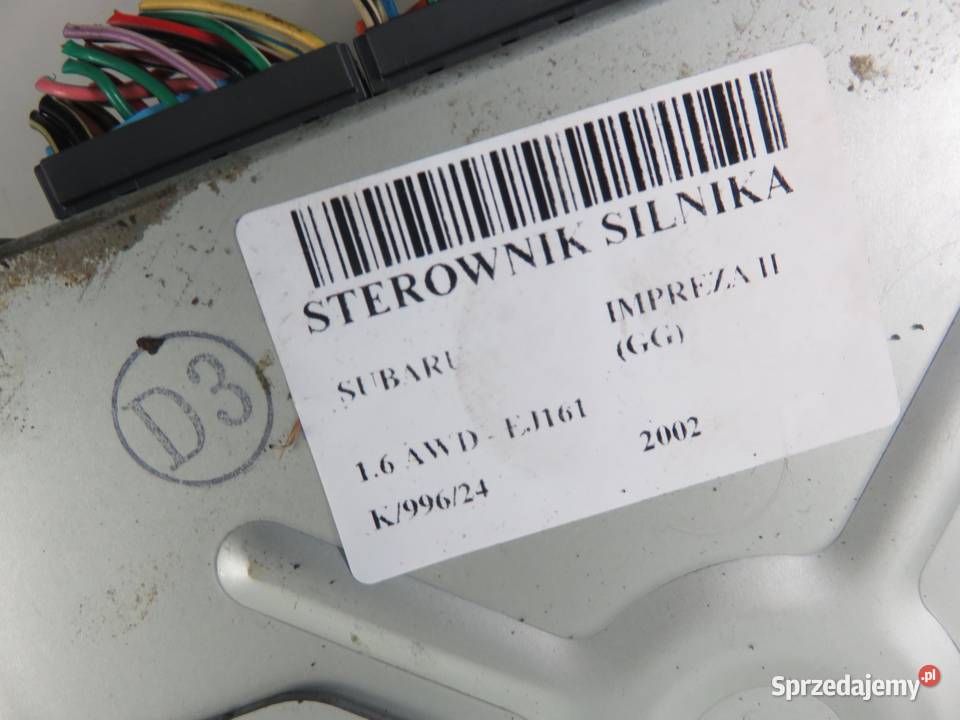 STEROWNIK SILNIKA
SUBARU
IMPREZA II
(GG)
1.6 AWD - EJ161
2002
K/996/24
D3
Sprzedajemy.pl